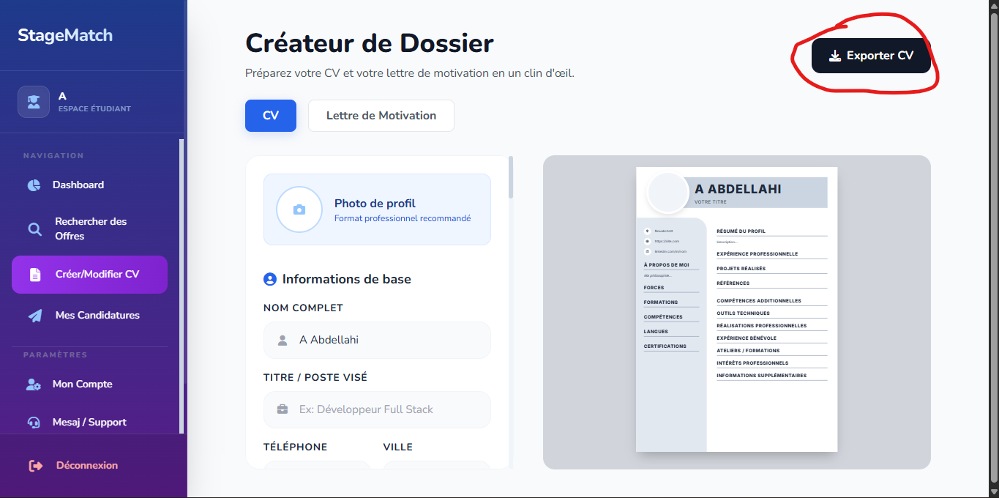 StageMatch
A
ESPACE ÉTUDIANT
NAVIGATION
Dashboard
Rechercher des
Offres
Créer/Modifier CV
Mes Candidatures
PARAMÈTRES
Mon Compte
Mesaj / Support
Déconnexion
Créateur de Dossier
Préparez votre CV et votre lettre de motivation en un clin d'œil.
Exporter CV
CV
Lettre de Motivation
Photo de profil
Format professionnel recommandé
Informations de base
NOM COMPLET
A Abdellahi
TITRE / POSTE VISÉ
Ex: Développeur Full Stack
TÉLÉPHONE
VILLE
A ABDELLAHI
VOTRE TITRE
Nouakchott
https://site.com
À PROPOS DE MOI
Ma philosophie...
FORCES
FORMATIONS
COMPÉTENCES
LANGUES
CERTIFICATIONS
RÉSUMÉ DU PROFIL
Description...
EXPÉRIENCE PROFESSIONNELLE
PROJETS RÉALISÉS
RÉFÉRENCES
COMPÉTENCES ADDITIONNELLES
OUTILS TECHNIQUES
RÉALISATIONS PROFESSIONNELLES
EXPÉRIENCE BÉNÉVOLE
ATELIERS / FORMATIONS
INTÉRÊTS PROFESSIONNELS
INFORMATIONS SUPPLÉMENTAIRES